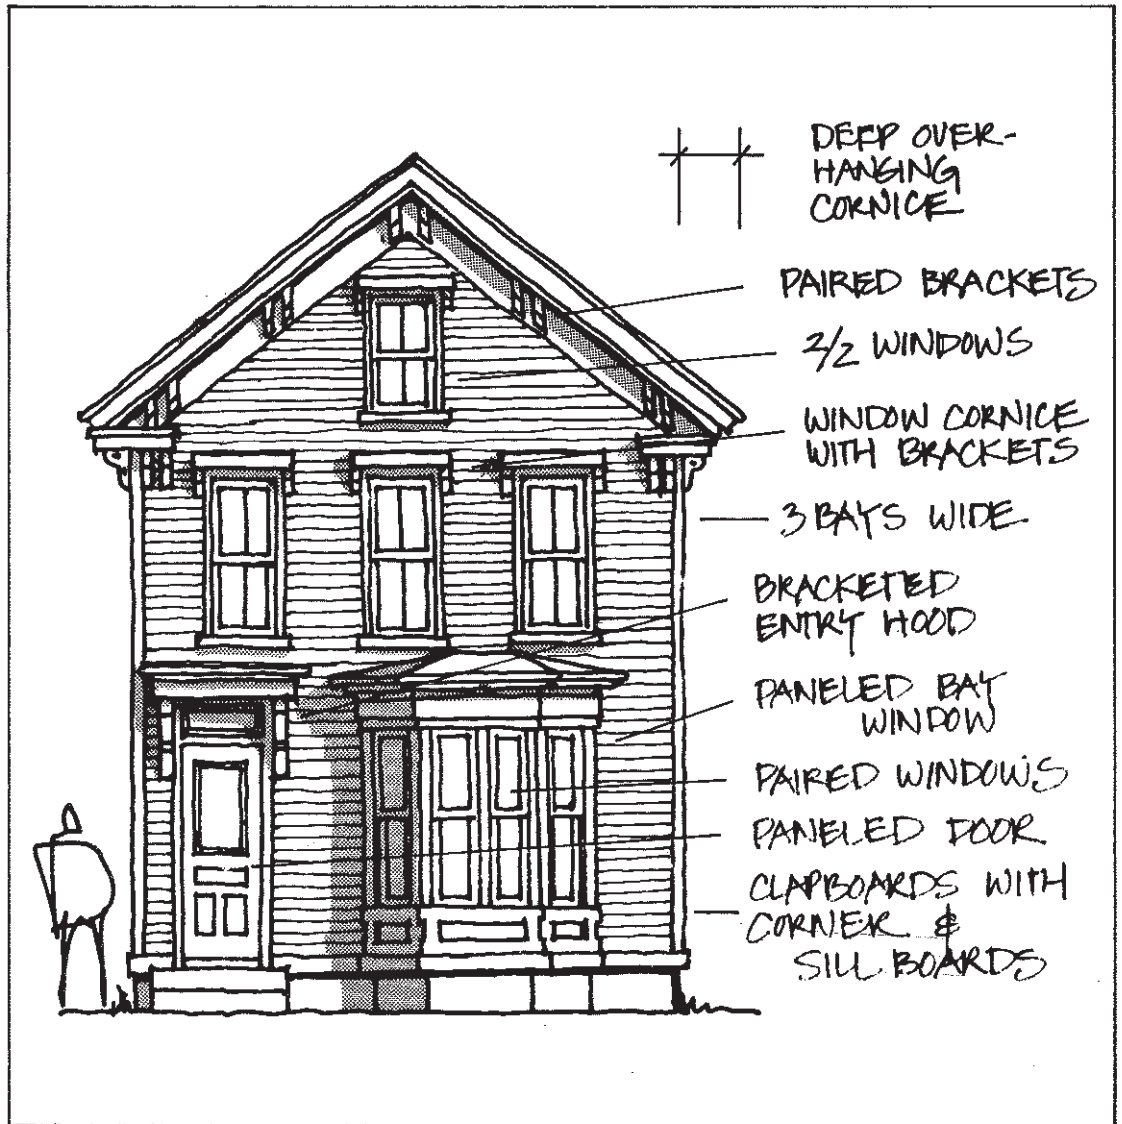 DEEP OVER-
HANGING
CORNICE
PAIRED BRACKETS
2/2 WINDOWS
WINDOW CORNICE
WITH BRACKETS
3 BAYS WIDE
BRACKETED
ENTRY HOOD
PANELED BAY
WINDOW
PAIRED WINDOWS
PANELED DOOR
CLAPBOARDS WITH
CORNER &
SILL BOARDS